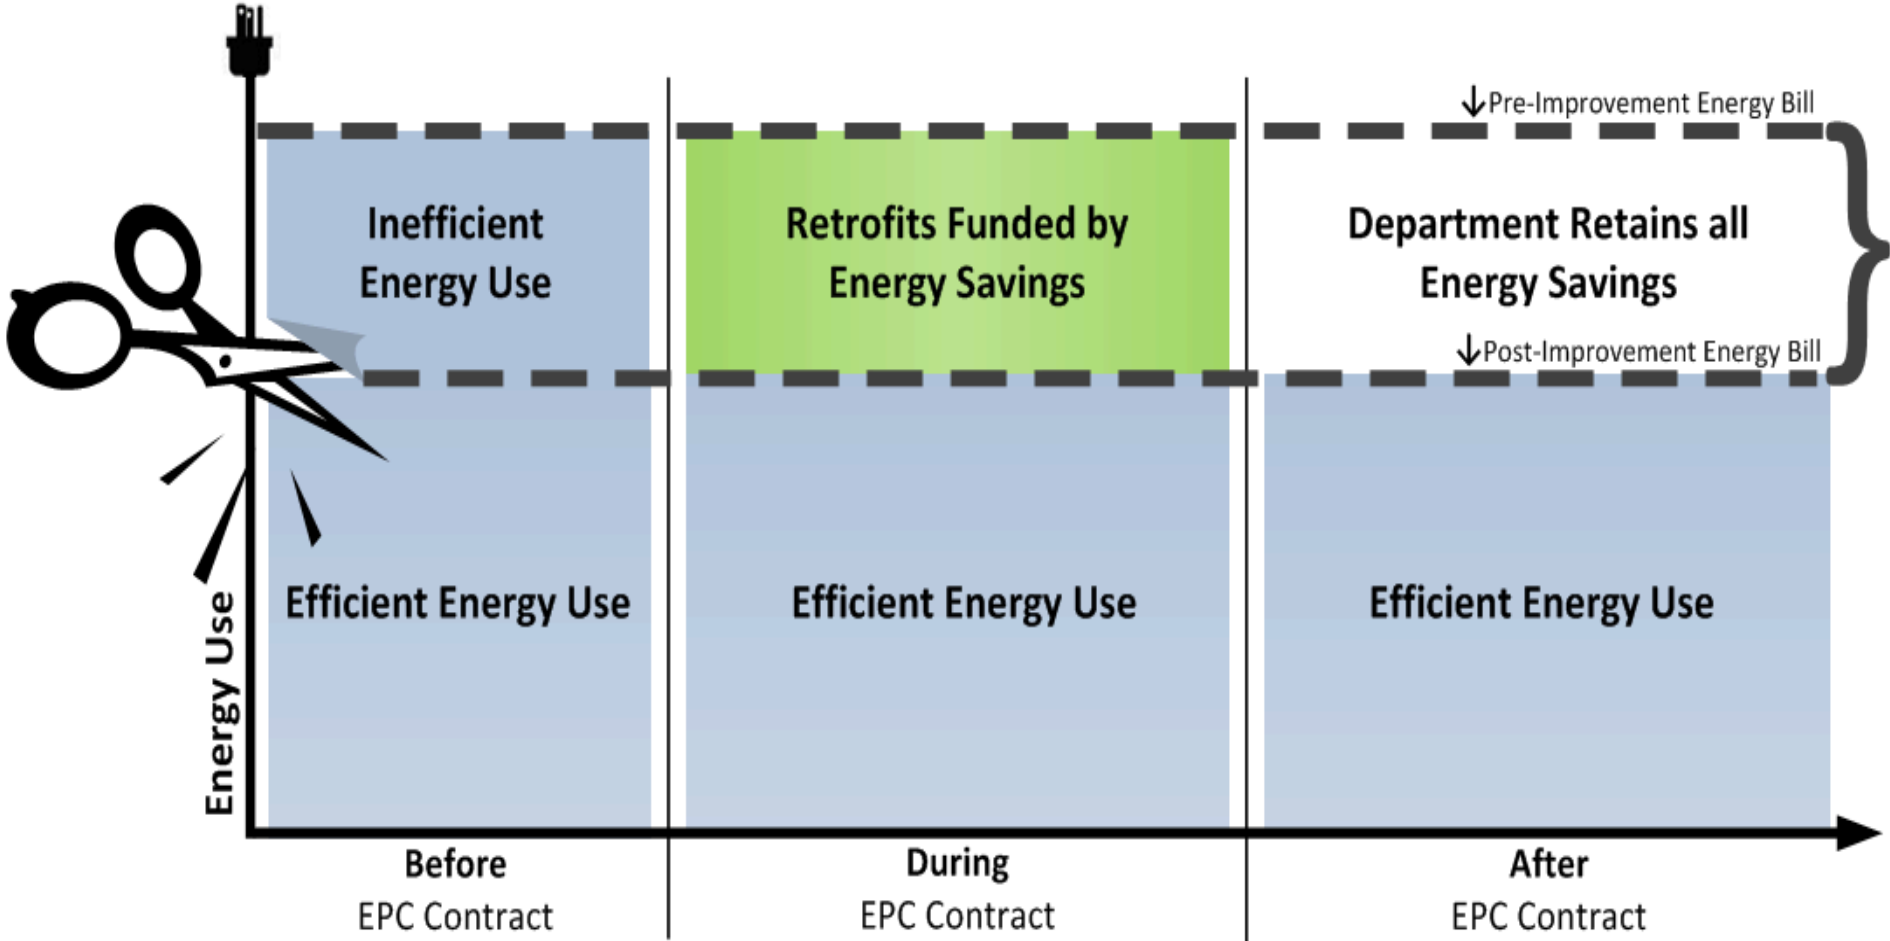 ↓Pre-Improvement Energy Bill
Inefficient
Energy Use
Retrofits Funded by
Energy Savings
Department Retains all
Energy Savings
↓Post-Improvement Energy Bill
Efficient Energy Use
Efficient Energy Use
Efficient Energy Use
Energy Use
Before
EPC Contract
During
EPC Contract
After
EPC Contract